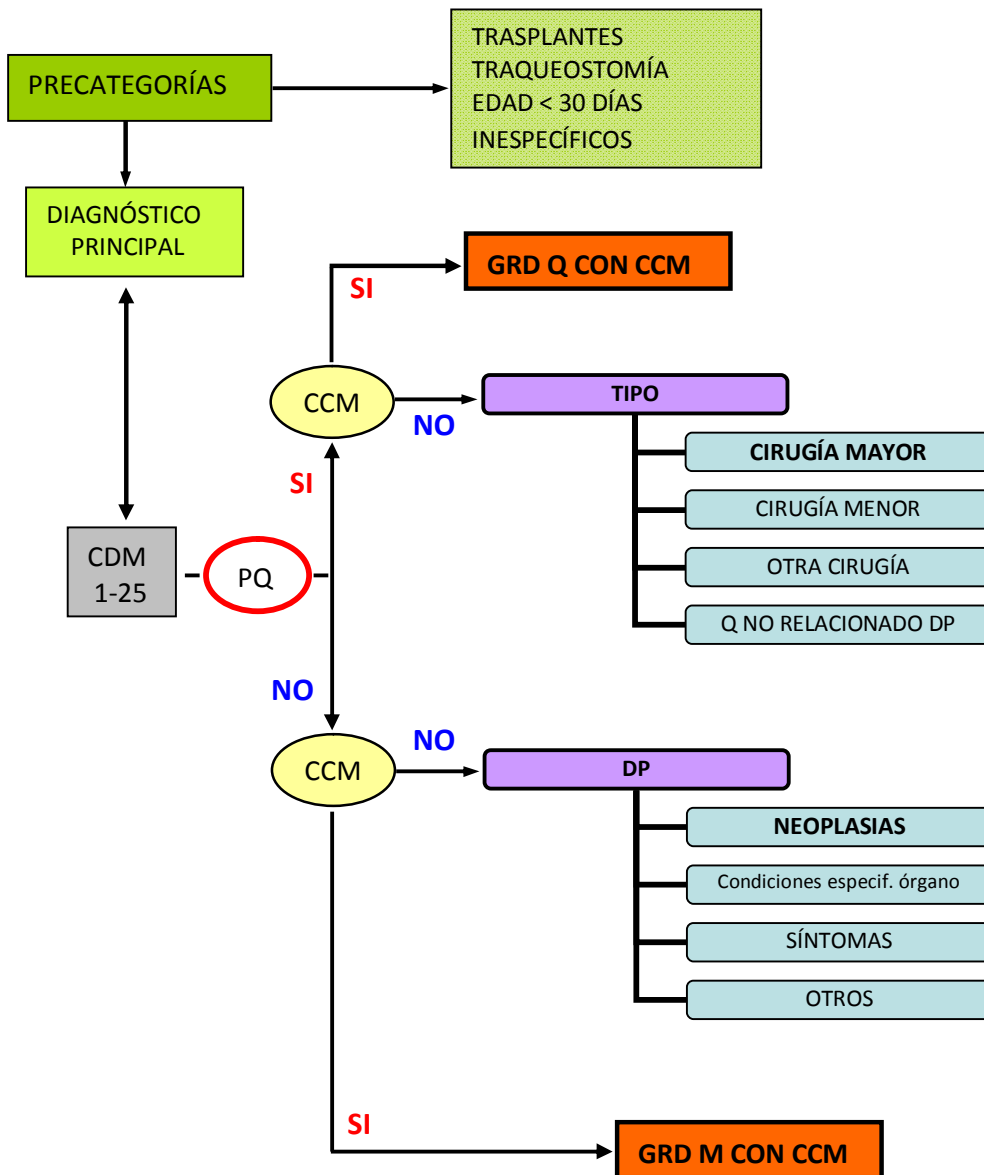 PRECATEGORÍAS
TRASPLANTES
TRAQUEOSTOMÍA
EDAD < 30 DÍAS
INESPECÍFICOS
DIAGNÓSTICO
PRINCIPAL
GRD Q CON CCM
SI
CCM
NO
TIPO
CIRUGÍA MAYOR
SI
CIRUGÍA MENOR
CDM
1-25
PQ
OTRA CIRUGÍA
Q NO RELACIONADO DP
NO
CCM
NO
DP
NEOPLASIAS
Condiciones especif. órgano
SÍNTOMAS
OTROS
SI
GRD M CON CCM